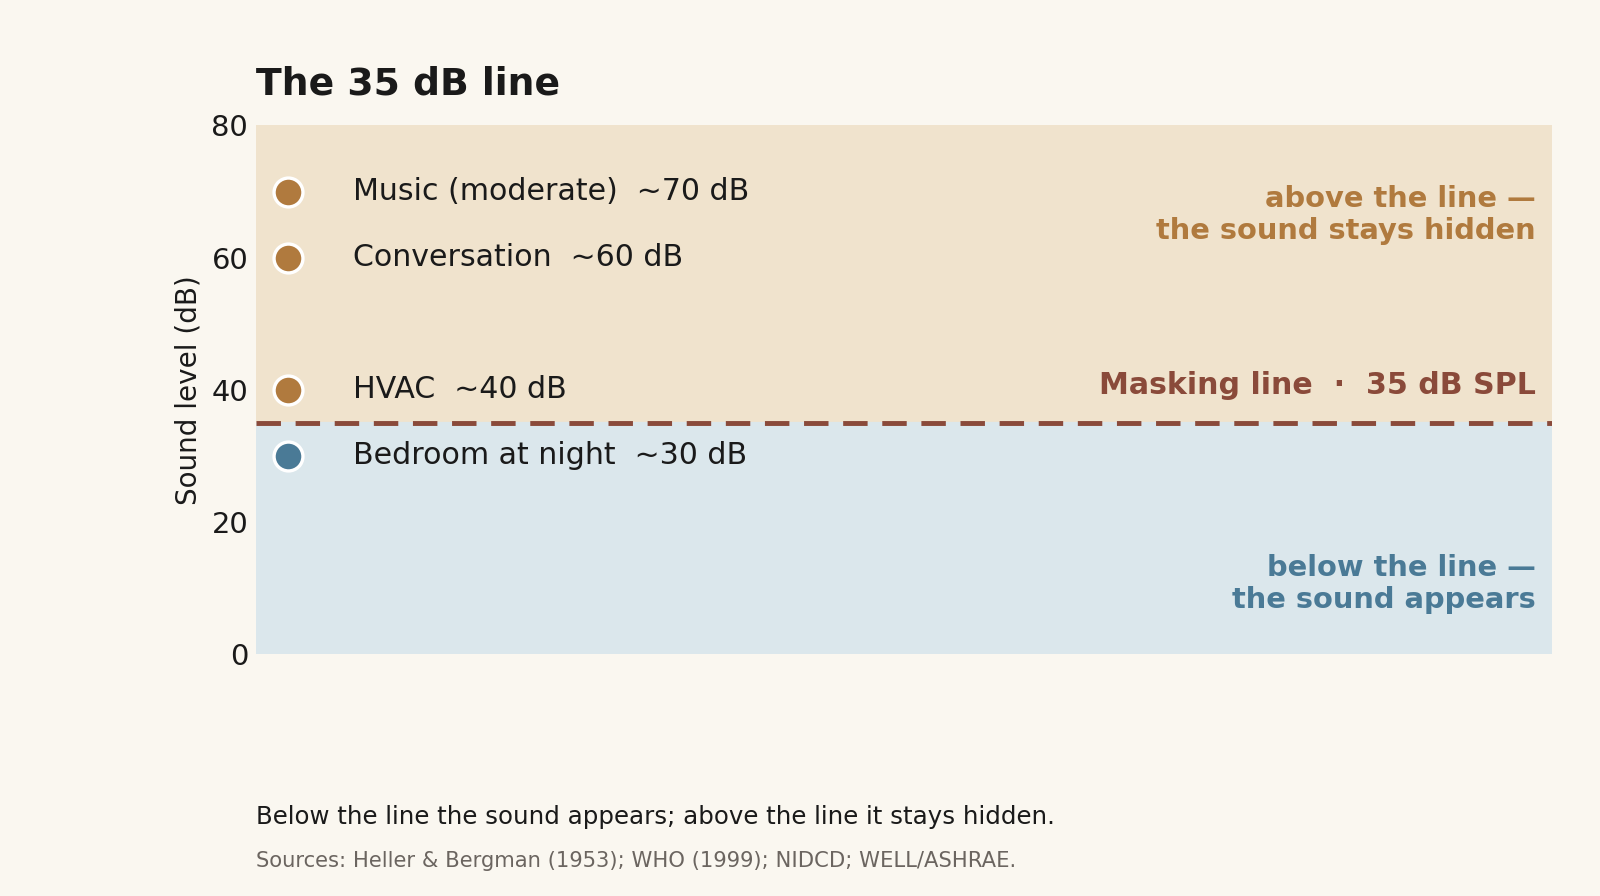 The 35 dB line
80
Music (moderate)  ~70 dB
above the line —
the sound stays hidden
60
Conversation  ~60 dB
Sound level (dB)
40
HVAC  ~40 dB
Masking line  ·  35 dB SPL
Bedroom at night  ~30 dB
20
below the line —
the sound appears
0
Below the line the sound appears; above the line it stays hidden.
Sources: Heller & Bergman (1953); WHO (1999); NIDCD; WELL/ASHRAE.